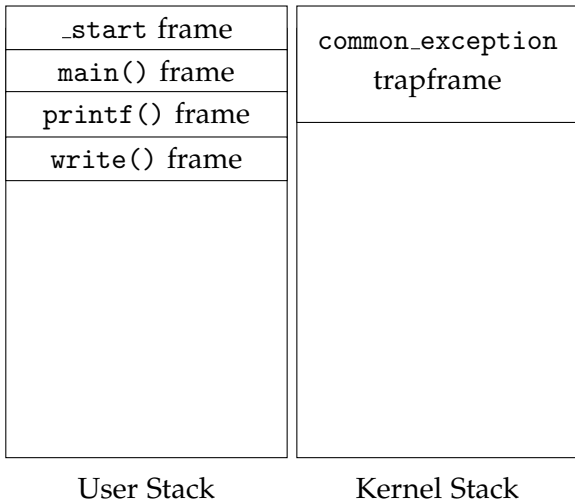 _start frame
main() frame
printf() frame
write() frame
common_exception
trapframe
User Stack
Kernel Stack